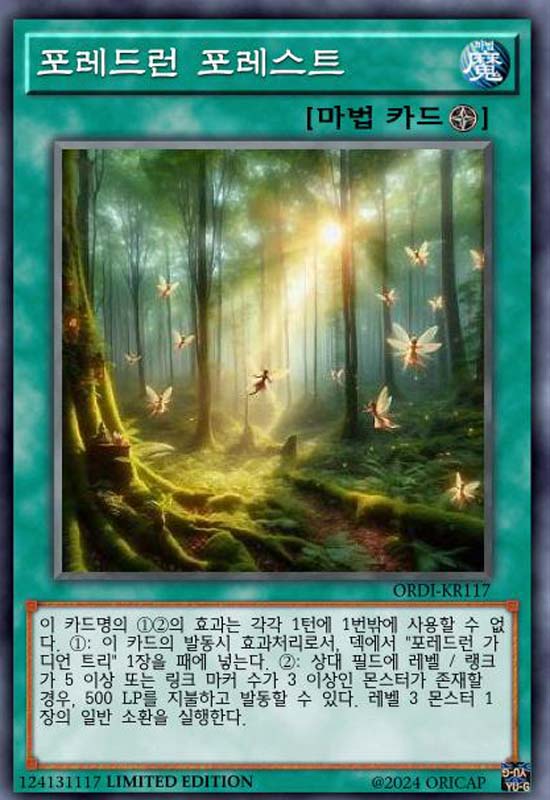 포레드런 포레스트
마법
魔
[마법 카드]
ORDI-KR117
이 카드명의 ①②의 효과는 각각 1턴에 1번밖에 사용할 수 없
다. ①: 이 카드의 발동시 효과처리로서, 덱에서 "포레드런 가
디언 트리" 1장을 패에 넣는다. ②: 상대 필드에 레벨 / 랭크
가 5 이상 또는 링크 마커 수가 3 이상인 몬스터가 존재할
경우, 500 LP를 지불하고 발동할 수 있다. 레벨 3 몬스터 1
장의 일반 소환을 실행한다.
124131117 LIMITED EDITION
@2024 ORICAP
YU-G
YU-G